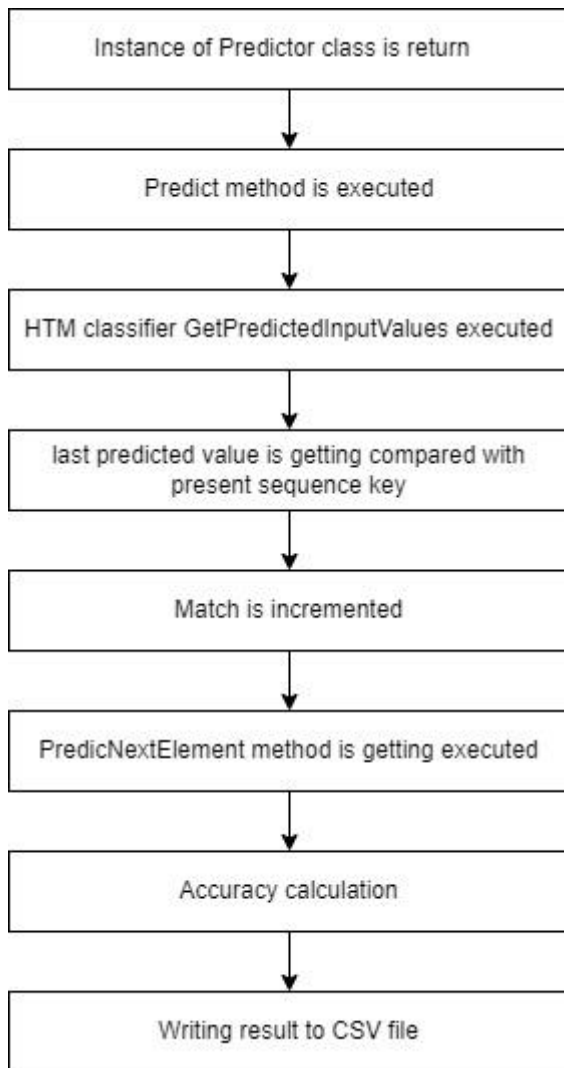 Instance of Predictor class is return
Predict method is executed
HTM classifier GetPredictedInputValues executed
last predicted value is getting compared with
present sequence key
Match is incremented
PredicNextElement method is getting executed
Accuracy calculation
Writing result to CSV file